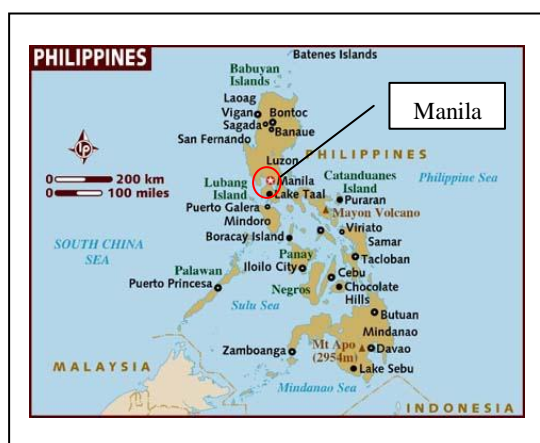 PHILIPPINES
Batenes Islands
Babuyan
Islands
Laoag
Vigan
Bontoc
Sagada
Banaue
San Fernando
Manila
Luzon
PHILIPPINES
LP
0 200 km
0 100 miles
Manila
Catanduanes
Island
Philippine Sea
Lubang
Island
Lake Taal
Puraran
Puerto Galera
Mayon Volcano
Mindoro
Viriato
SOUTH CHINA
SEA
Boracay Island
Samar
Panay
Tacloban
Palawan
Iloilo City
Cebu
Puerto Princesa
Negros
Chocolate
Hills
Sulu Sea
Butuan
Mindanao
Mt Apo
(2954m)
Davao
Zamboanga
MALAYSIA
Lake Sebu
Mindanao Sea
INDONESIA